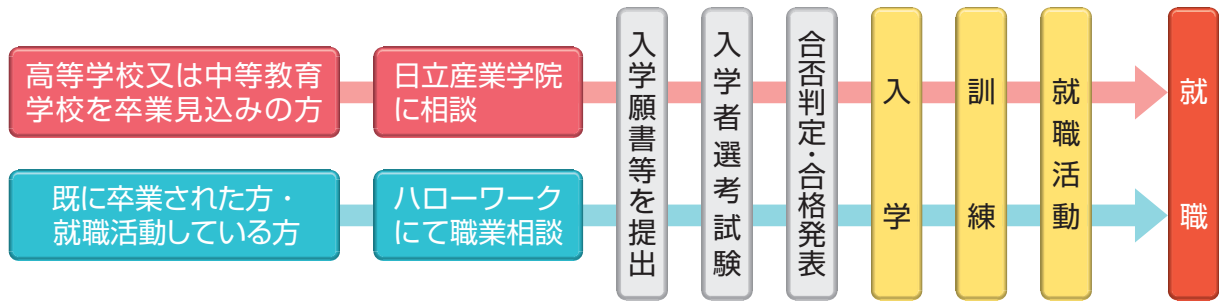 高等学校又は中等教育
学校を卒業見込みの方
日立産業学院
に相談
既に卒業された方・
就職活動している方
ハローワーク
にて職業相談
入学願書等を提出
入学者選考試験
合否判定・合格発表
入学
訓練
就職活動
就職